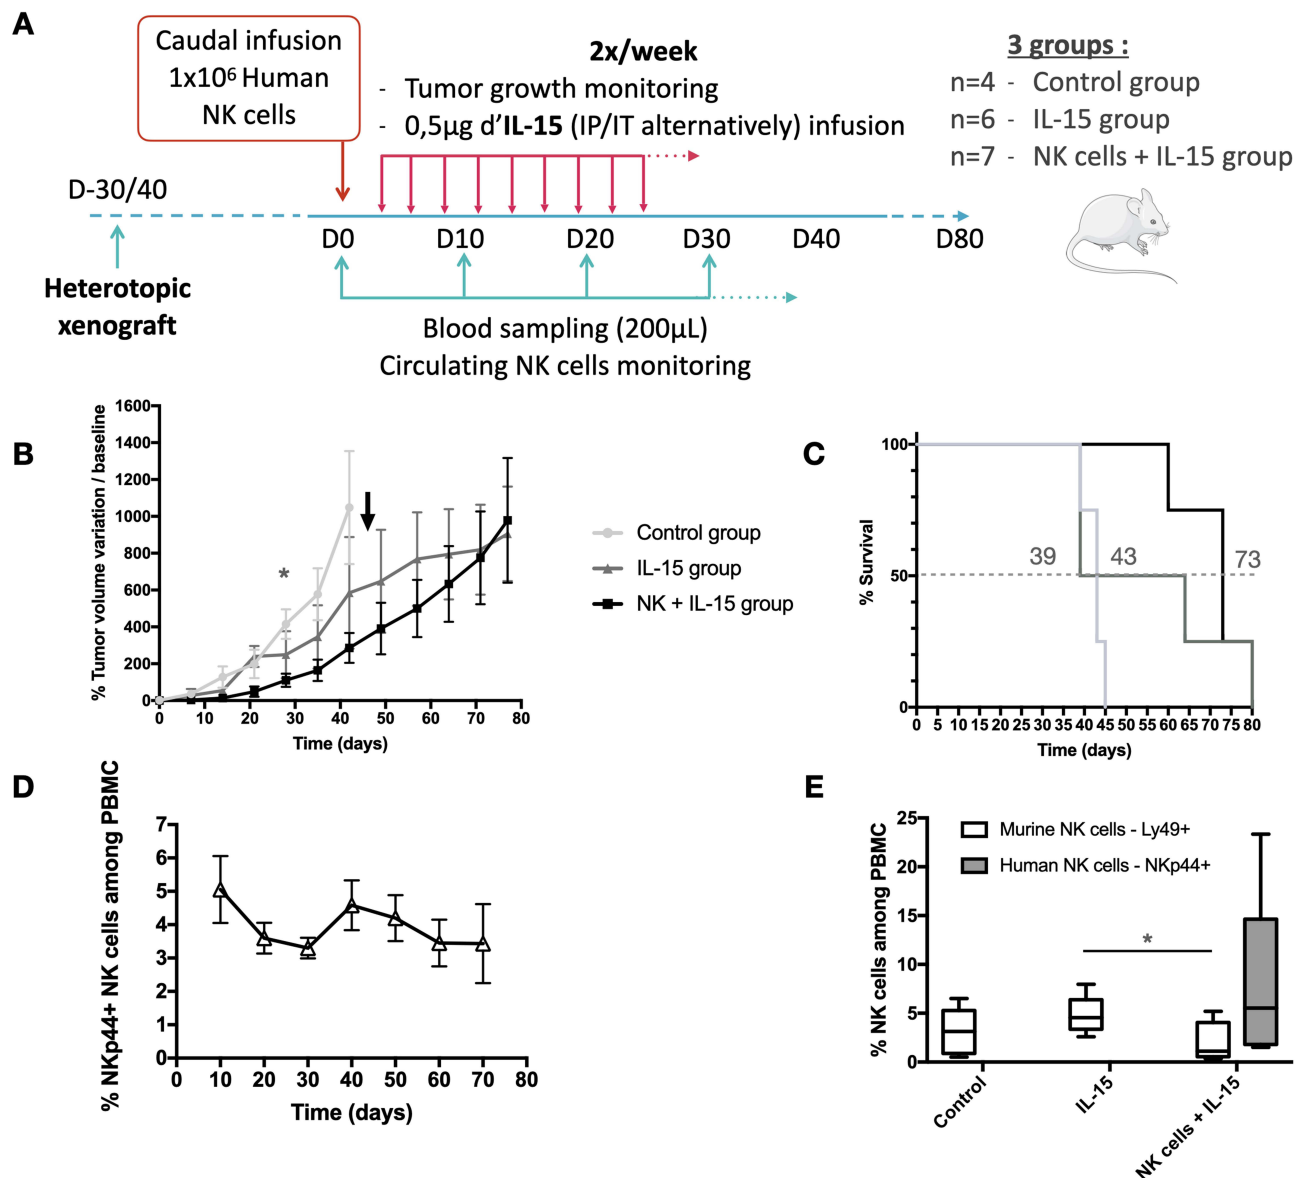 A
Caudal infusion
1x10⁶ Human
NK cells
2x/week
- Tumor growth monitoring
- 0,5µg d'IL-15 (IP/IT alternatively) infusion
3 groups :
n=4 - Control group
n=6 - IL-15 group
n=7 - NK cells + IL-15 group
D-30/40
D0 D10 D20 D30 D40 D80
Heterotopic
xenograft
Blood sampling (200µL)
Circulating NK cells monitoring
B
% Tumor volume variation / baseline
1600
1400
1200
1000
800
600
400
200
0
*
0 10 20 30 40 50 60 70 80
Time (days)
Control group
IL-15 group
NK + IL-15 group
C
% Survival
100
50
0
39 43 73
0 5 10 15 20 25 30 35 40 45 50 55 60 65 70 75 80
Time (days)
D
% NKp44+ NK cells among PBMC
7
6
5
4
3
2
1
0
0 10 20 30 40 50 60 70 80
Time (days)
E
% NK cells among PBMC
25
20
15
10
5
0
Murine NK cells - Ly49+
Human NK cells - NKp44+
*
Control
IL-15
NK cells + IL-15